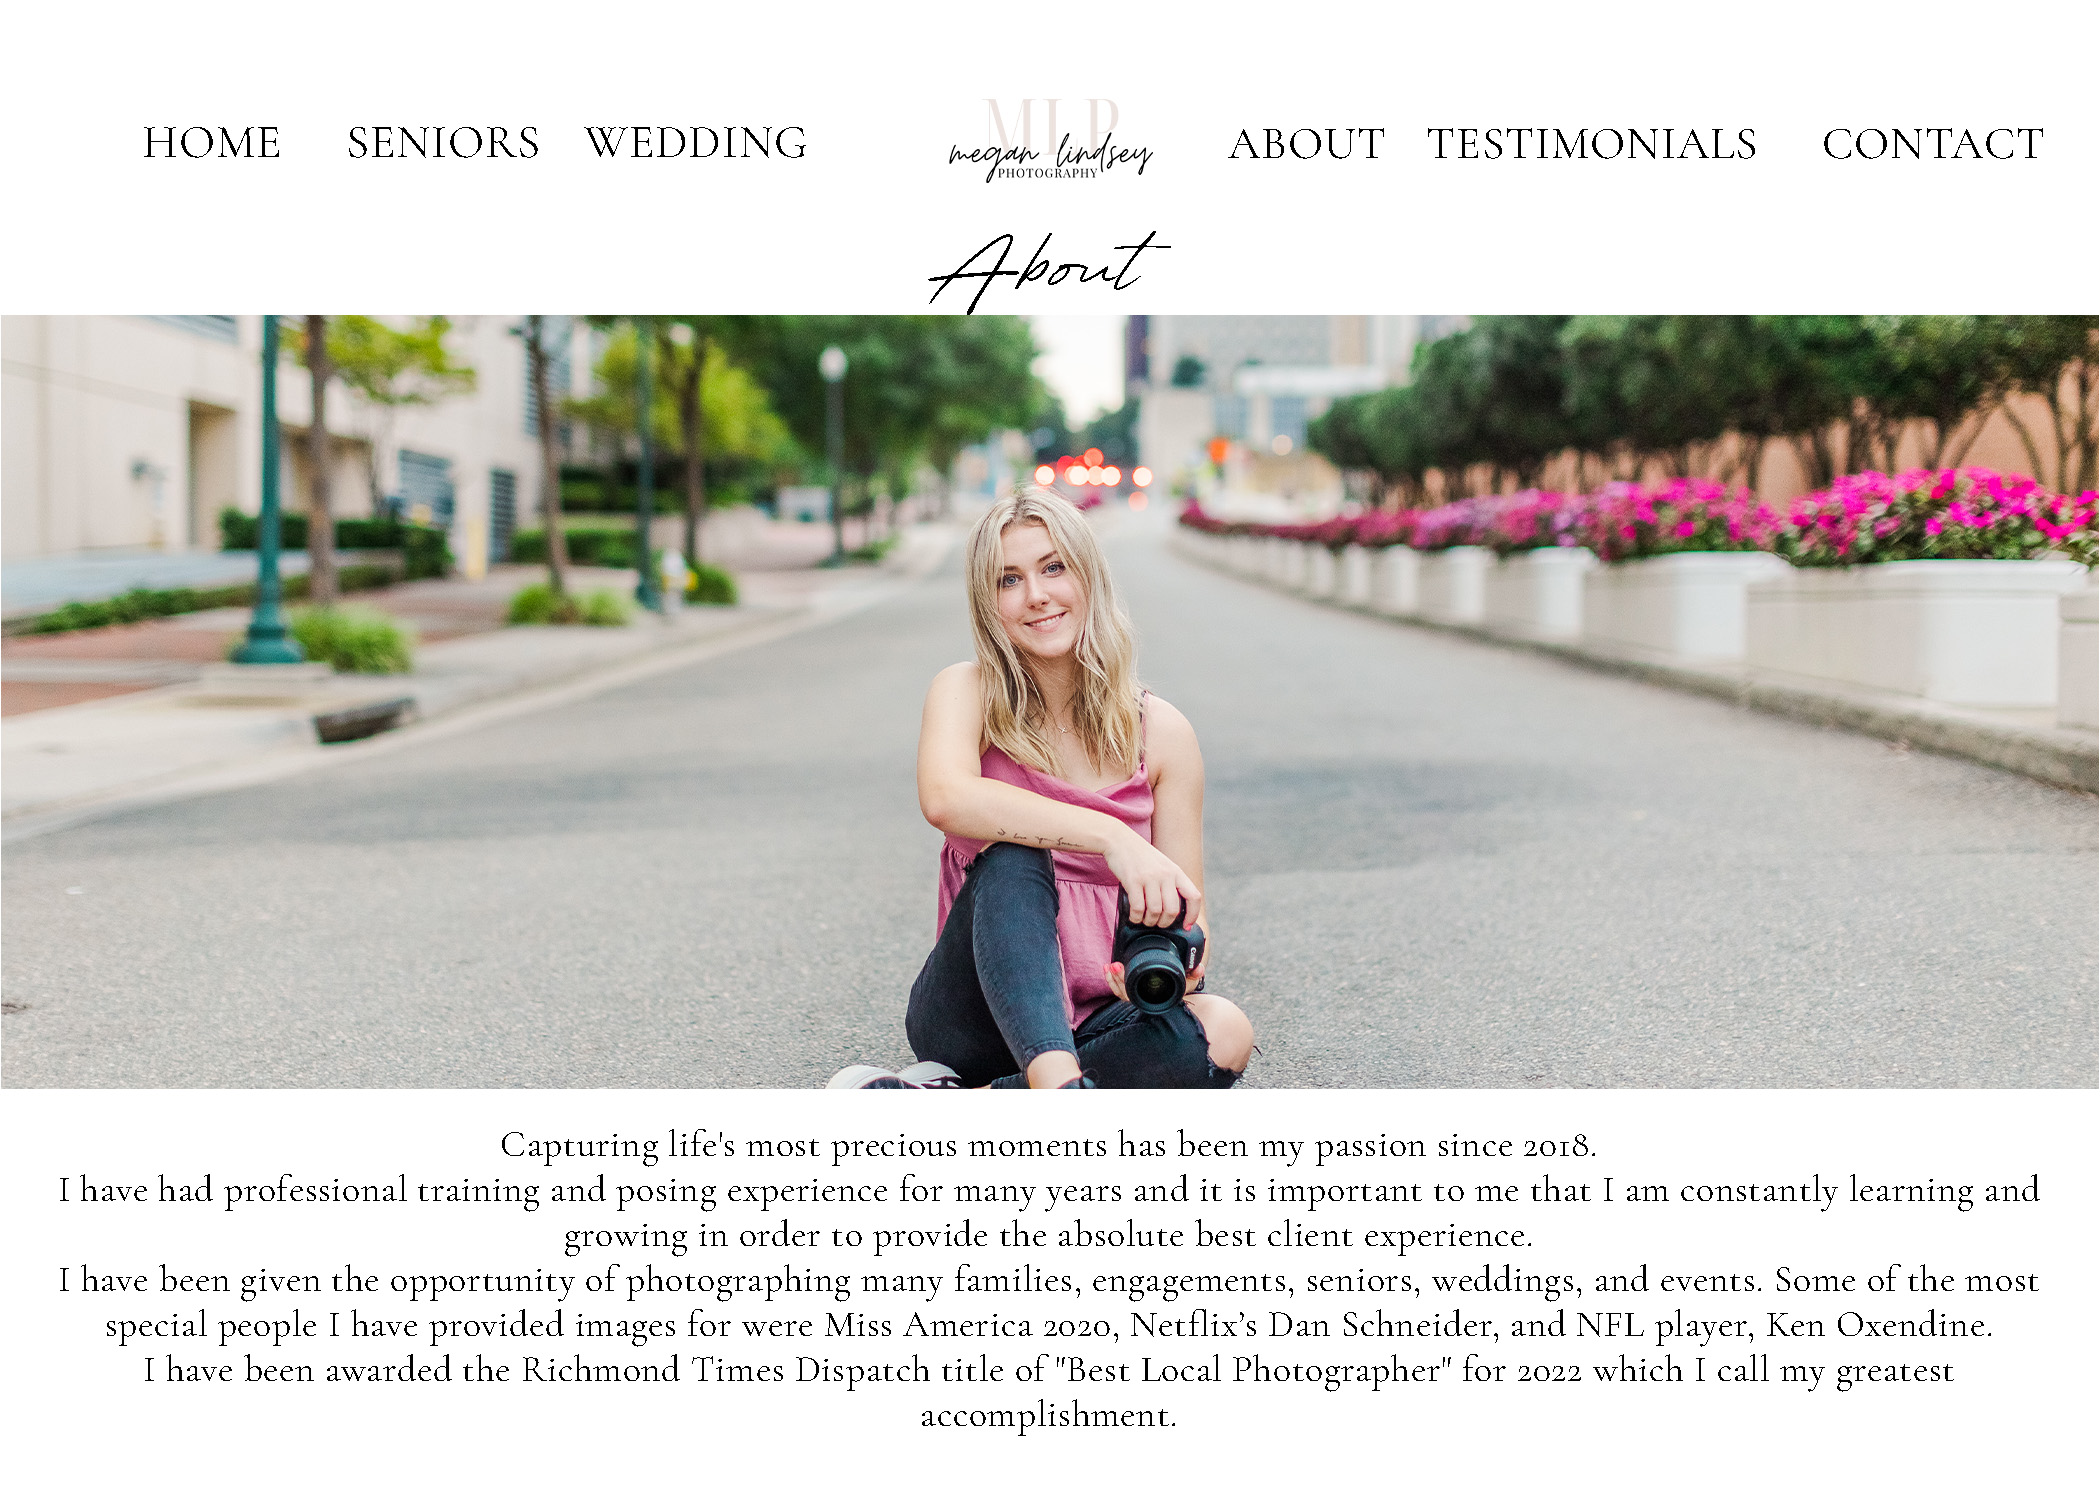 HOME SENIORS WEDDING MLP megan lindsey PHOTOGRAPHY ABOUT TESTIMONIALS CONTACT
About
Canon
Capturing life's most precious moments has been my passion since 2018.
I have had professional training and posing experience for many years and it is important to me that I am constantly learning and
growing in order to provide the absolute best client experience.
I have been given the opportunity of photographing many families, engagements, seniors, weddings, and events. Some of the most
special people I have provided images for were Miss America 2020, Netflix’s Dan Schneider, and NFL player, Ken Oxendine.
I have been awarded the Richmond Times Dispatch title of "Best Local Photographer" for 2022 which I call my greatest
accomplishment.